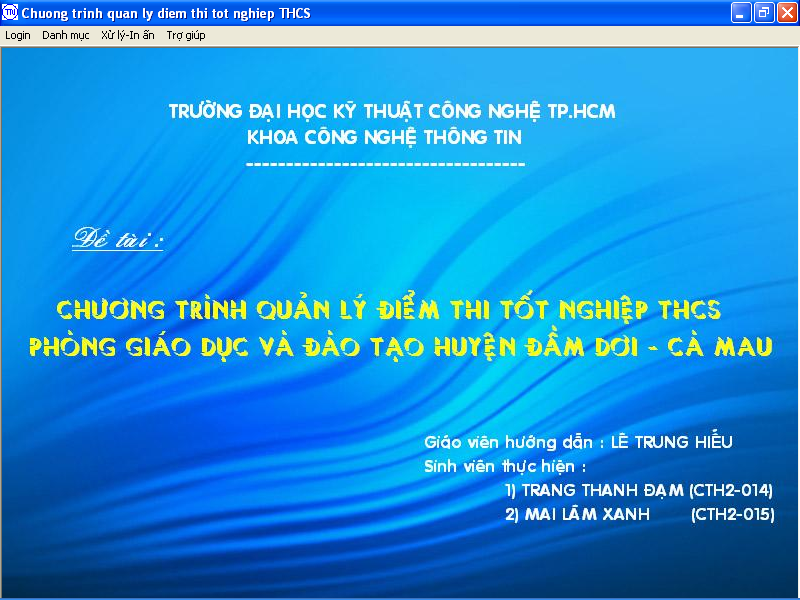 Chuong trinh quan ly diem thi tot nghiep THCS
Login Danh mục Xử lý-In ấn Trợ giúp
TRƯỜNG ĐẠI HỌC KỸ THUẬT CÔNG NGHỆ TP.HCM
KHOA CÔNG NGHỆ THÔNG TIN
-----------------------------------
Đề tài :
CHƯƠNG TRÌNH QUẢN LÝ ĐIỂM THI TỐT NGHIỆP THCS
PHÒNG GIÁO DỤC VÀ ĐÀO TẠO HUYỆN ĐẦM DƠI - CÀ MAU
Giáo viên hướng dẫn : LÊ TRUNG HIẾU
Sinh viên thực hiện :
1) TRANG THANH ĐẠM (CTH2-014)
2) MAI LÂM XANH (CTH2-015)